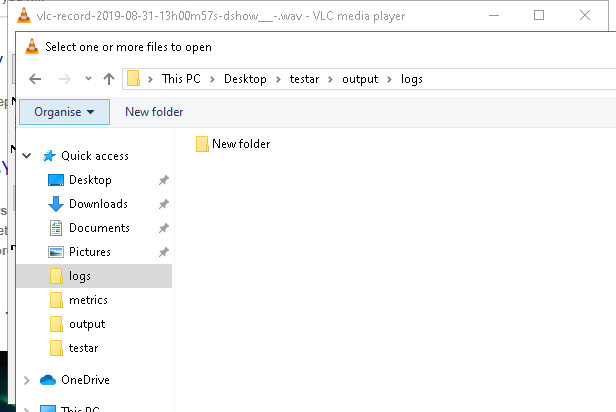 vlc-record-2019-08-31-13h00m57s-dshow___-.wav - VLC media player
Select one or more files to open
This PC > Desktop > testar > output > logs
Organise New folder
New folder
Quick access
Desktop
Downloads
Documents
Pictures
logs
metrics
output
testar
OneDrive
This PC